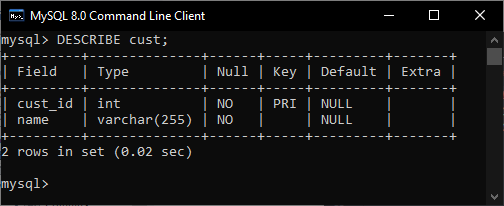 MySQL 8.0 Command Line Client
mysql> DESCRIBE cust;
+---------+--------------+------+-----+---------+-------+
| Field   | Type         | Null | Key | Default | Extra |
+---------+--------------+------+-----+---------+-------+
| cust_id | int          | NO   | PRI | NULL    |       |
| name    | varchar(255) | NO   |     | NULL    |       |
+---------+--------------+------+-----+---------+-------+
2 rows in set (0.02 sec)
mysql>